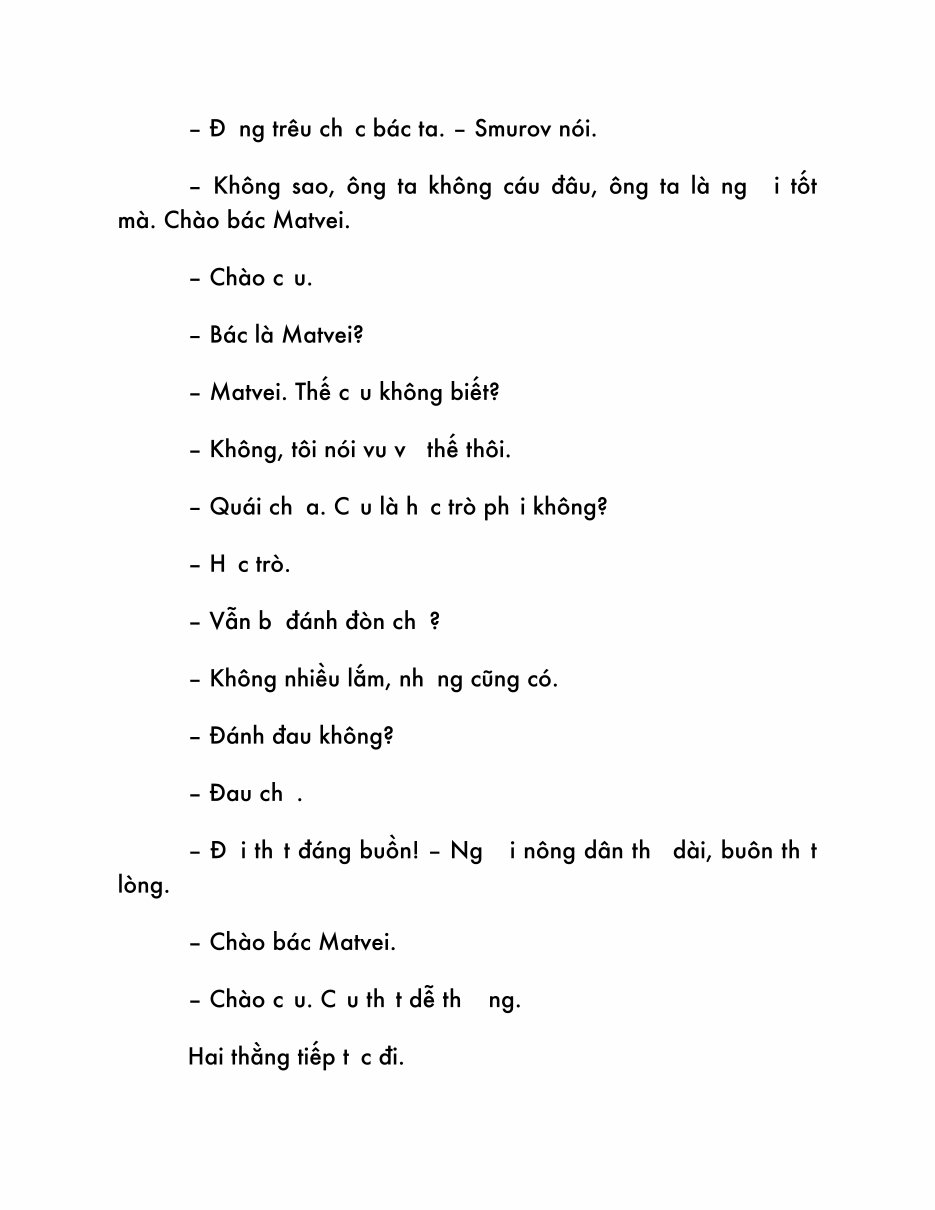 – Đ ng trêu ch c bác ta. – Smurov nói.
– Không sao, ông ta không cáu đâu, ông ta là ng i tốt
mà. Chào bác Matvei.
– Chào c u.
– Bác là Matvei?
– Matvei. Thế c u không biết?
– Không, tôi nói vu v thế thôi.
– Quái ch a. C u là h c trò ph i không?
– H c trò.
– Vẫn b đánh đòn ch ?
– Không nhiều lắm, nh ng cũng có.
– Đánh đau không?
– Đau ch .
– Đ i th t đáng buồn! – Ng i nông dân th dài, buôn th t
lòng.
– Chào bác Matvei.
– Chào c u. C u th t dễ th ng.
Hai thằng tiếp t c đi.